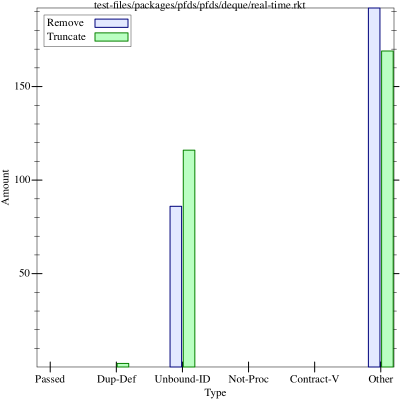 test-files/packages/pfds/pfds/deque/real-time.rkt
Remove
Truncate
150
100
50
Amount
Passed Dup-Def Unbound-ID Not-Proc Contract-V Other
Type